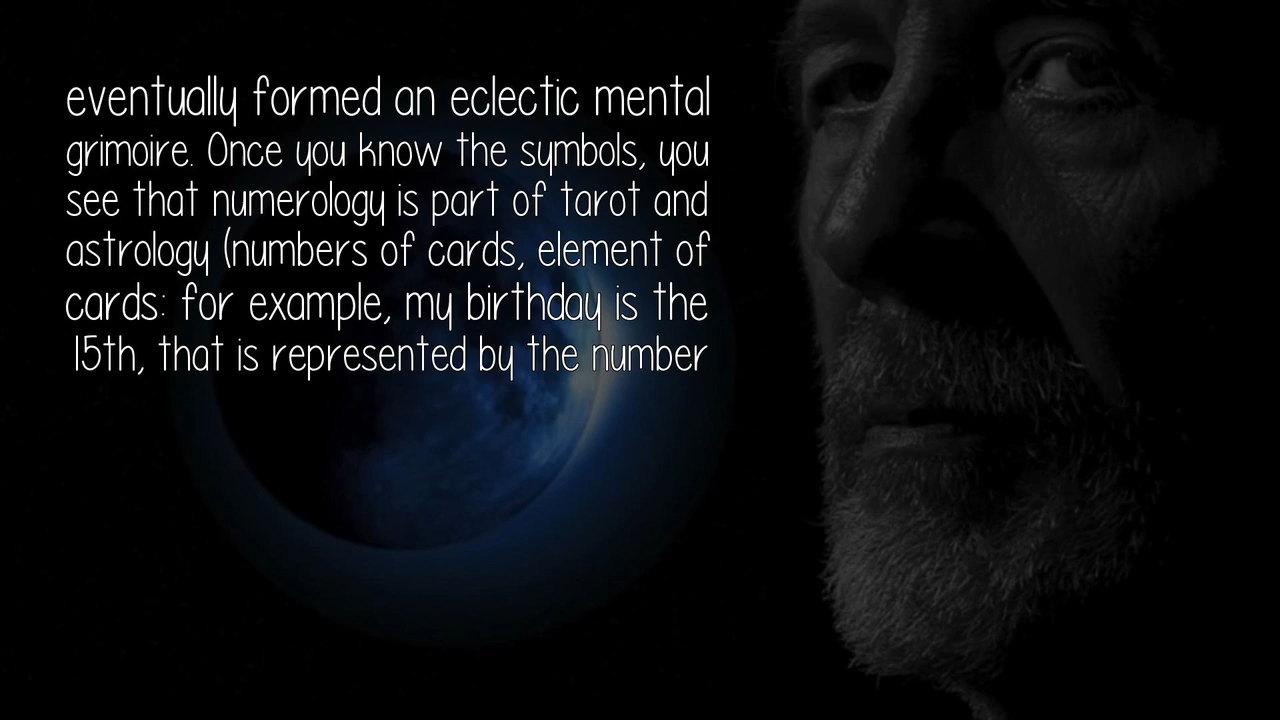 eventually formed an eclectic mental
grimoire. Once you know the symbols, you
see that numerology is part of tarot and
astrology (numbers of cards, element of
cards: for example, my birthday is the
15th, that is represented by the number